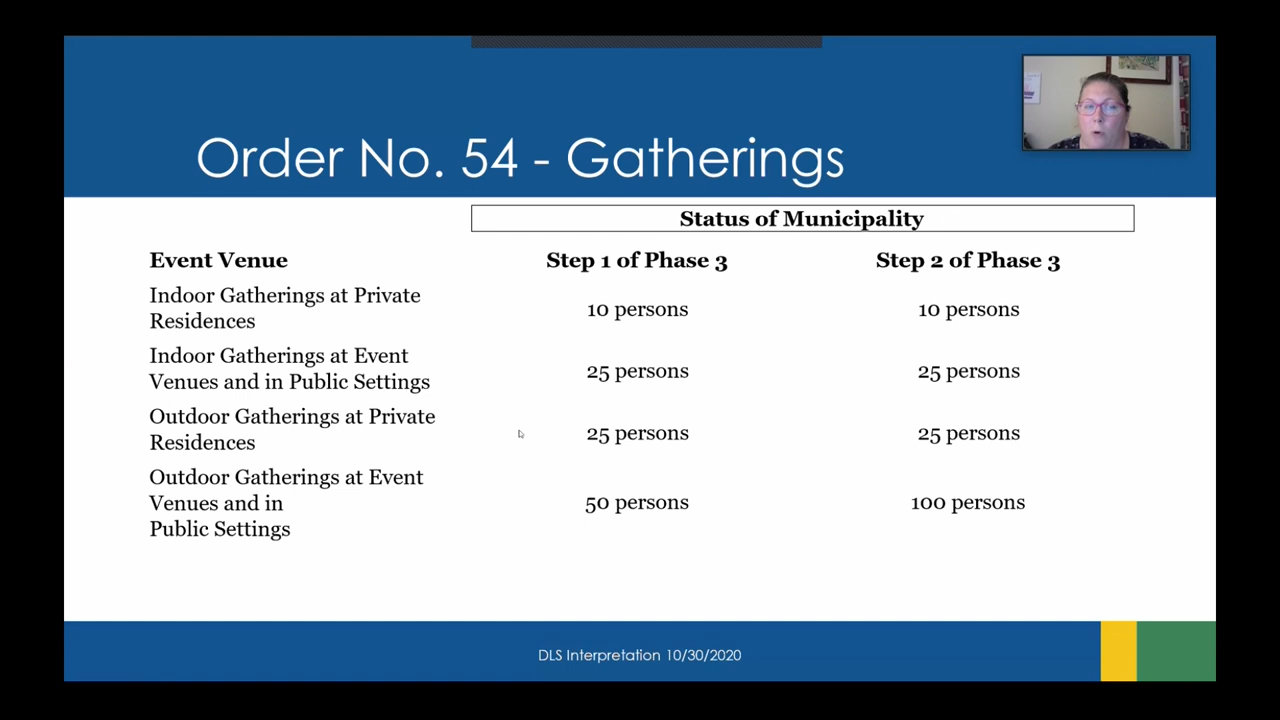 Order No. 54 - Gatherings
Status of Municipality
Event Venue Step 1 of Phase 3 Step 2 of Phase 3
Indoor Gatherings at Private
Residences
10 persons 10 persons
Indoor Gatherings at Event
Venues and in Public Settings
25 persons 25 persons
Outdoor Gatherings at Private
Residences
25 persons 25 persons
Outdoor Gatherings at Event
Venues and in
Public Settings
50 persons 100 persons
DLS Interpretation 10/30/2020